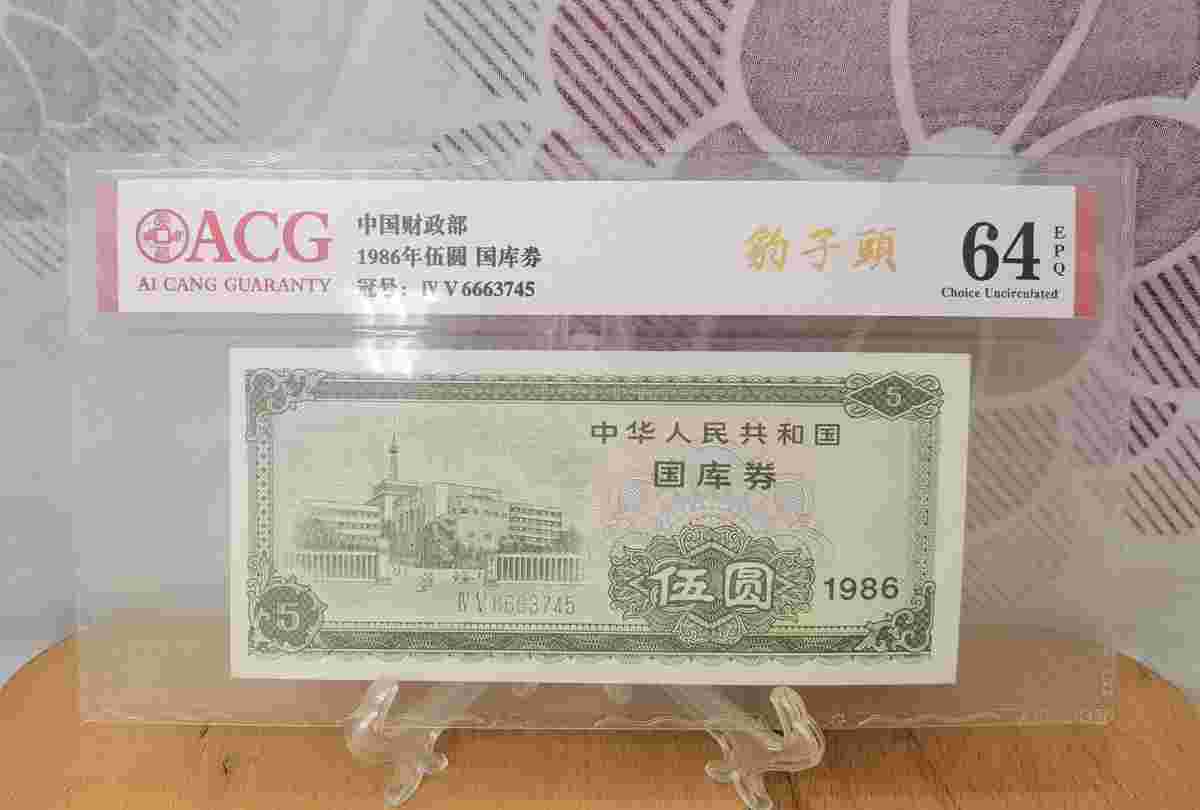 ACG
AI CANG GUARANTY
中国财政部
1986年伍圆 国库券
冠号：Ⅳ Ⅴ 6663745
豹子頭
64
EPQ
Choice Uncirculated
5
中华人民共和国
国库券
伍圆
1986
ⅣⅤ6663745
5